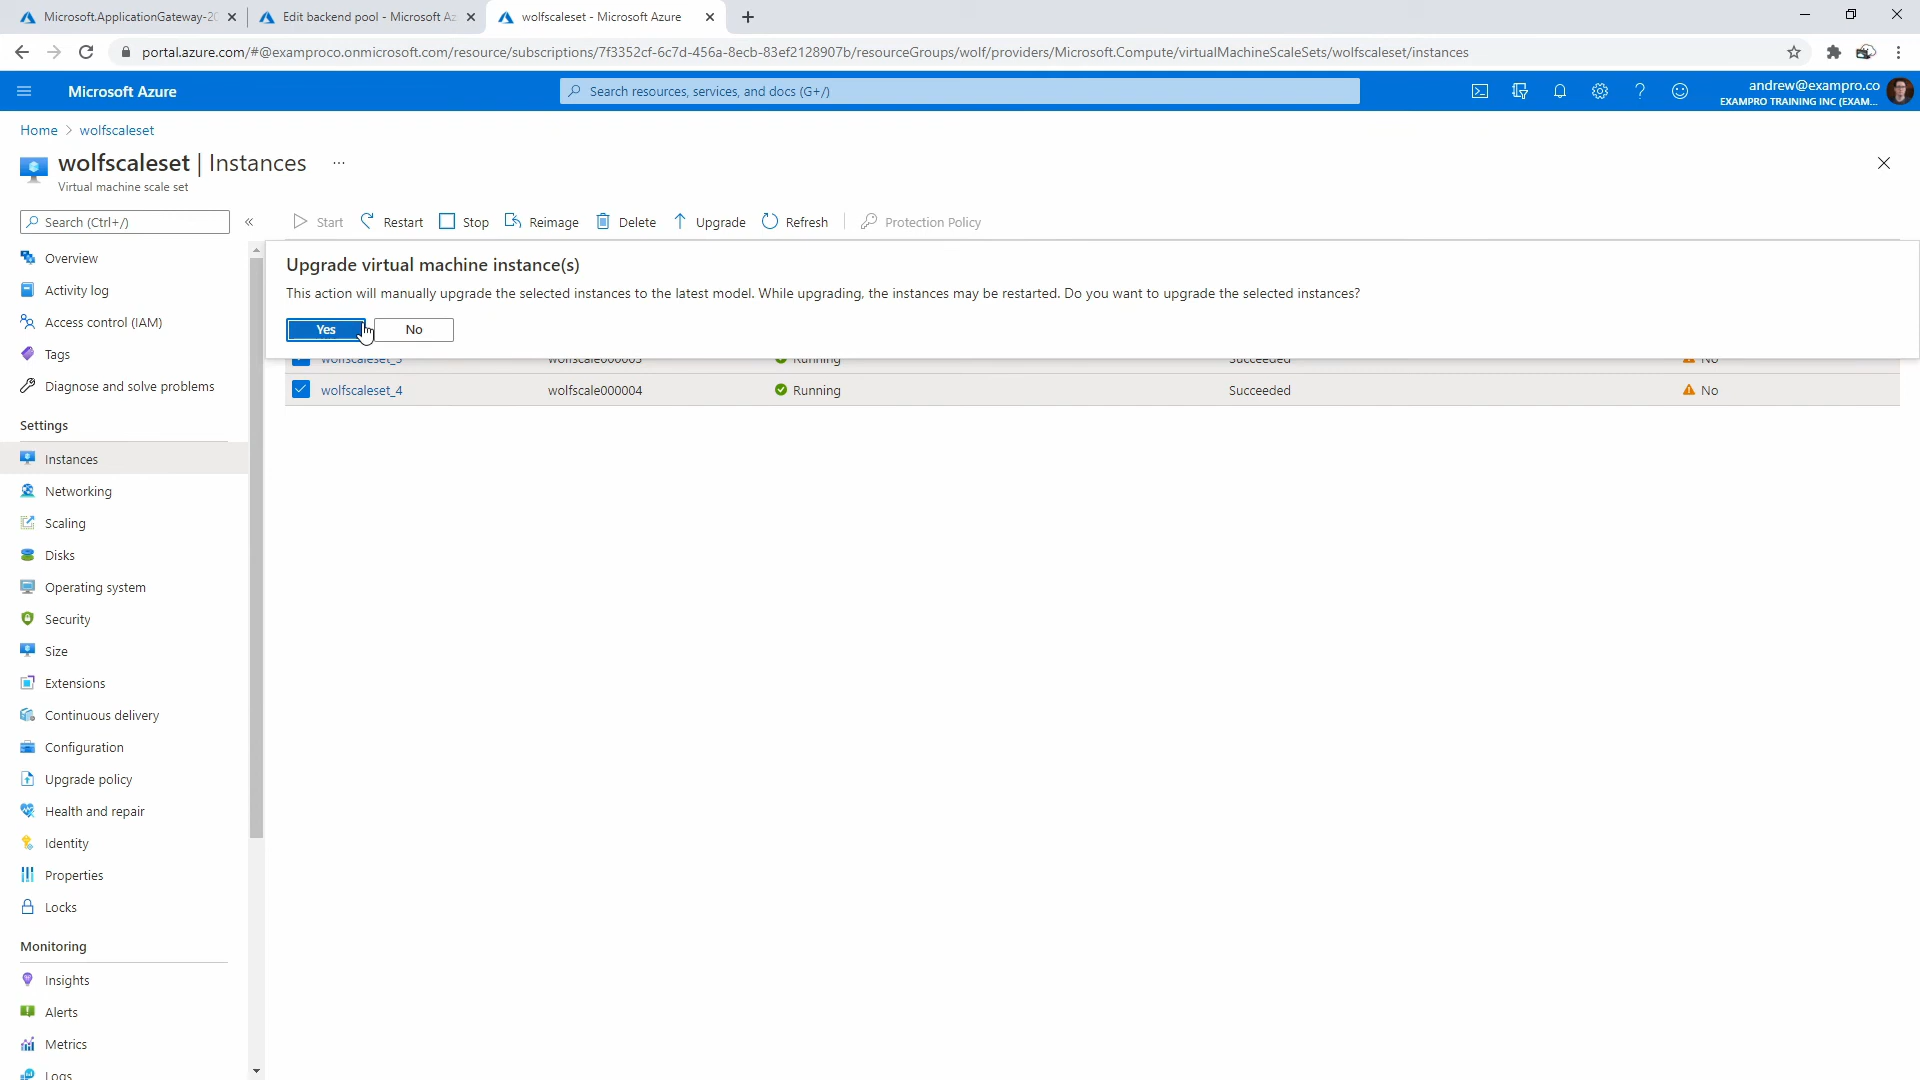 Microsoft.ApplicationGateway-20
Edit backend pool - Microsoft Az
wolfscaleset - Microsoft Azure
portal.azure.com/#@examproco.onmicrosoft.com/resource/subscriptions/7f3352cf-6c7d-456a-8ecb-83ef2128907b/resourceGroups/wolf/providers/Microsoft.Compute/virtualMachineScaleSets/wolfscaleset/instances
Microsoft Azure
Search resources, services, and docs (G+/)
andrew@exampro.co
EXAMPRO TRAINING INC (EXAM...
Home > wolfscaleset
wolfscaleset | Instances ...
Virtual machine scale set
Search (Ctrl+/)
Start Restart Stop Reimage Delete Upgrade Refresh Protection Policy
Upgrade virtual machine instance(s)
This action will manually upgrade the selected instances to the latest model. While upgrading, the instances may be restarted. Do you want to upgrade the selected instances?
Yes No
wolfscaleset_3 wolfscale000003 Running Succeeded No
wolfscaleset_4 wolfscale000004 Running Succeeded No
Overview
Activity log
Access control (IAM)
Tags
Diagnose and solve problems
Settings
Instances
Networking
Scaling
Disks
Operating system
Security
Size
Extensions
Continuous delivery
Configuration
Upgrade policy
Health and repair
Identity
Properties
Locks
Monitoring
Insights
Alerts
Metrics
Logs